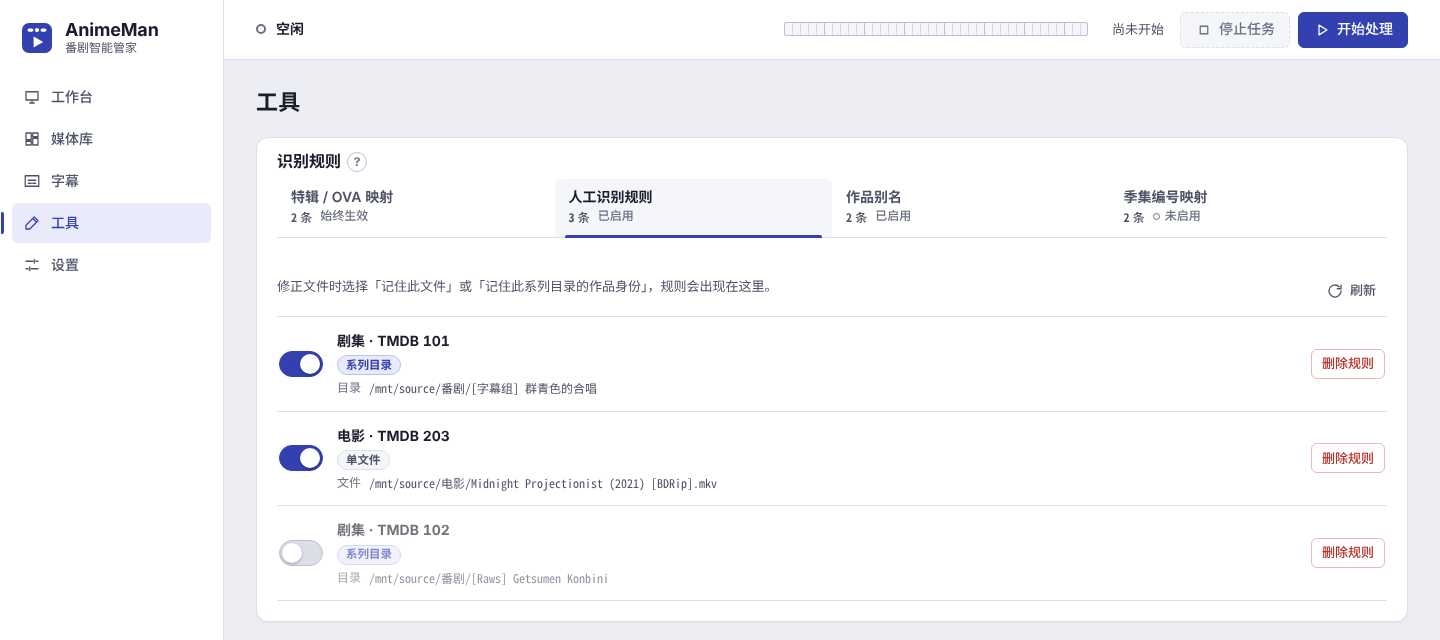 AnimeMan
番剧智能管家
工作台
媒体库
字幕
工具
设置
空闲
尚未开始
停止任务
开始处理
工具
识别规则 ?
特辑 / OVA 映射
2 条 始终生效
人工识别规则
3 条 已启用
作品别名
2 条 已启用
季集编号映射
2 条 未启用
修正文件时选择「记住此文件」或「记住此系列目录的作品身份」，规则会出现在这里。
刷新
剧集 · TMDB 101
系列目录
目录 /mnt/source/番剧/[字幕组] 群青色的合唱
删除规则
电影 · TMDB 203
单文件
文件 /mnt/source/电影/Midnight Projectionist (2021) [BDRip].mkv
删除规则
剧集 · TMDB 102
系列目录
目录 /mnt/source/番剧/[Raws] Getsumen Konbini
删除规则